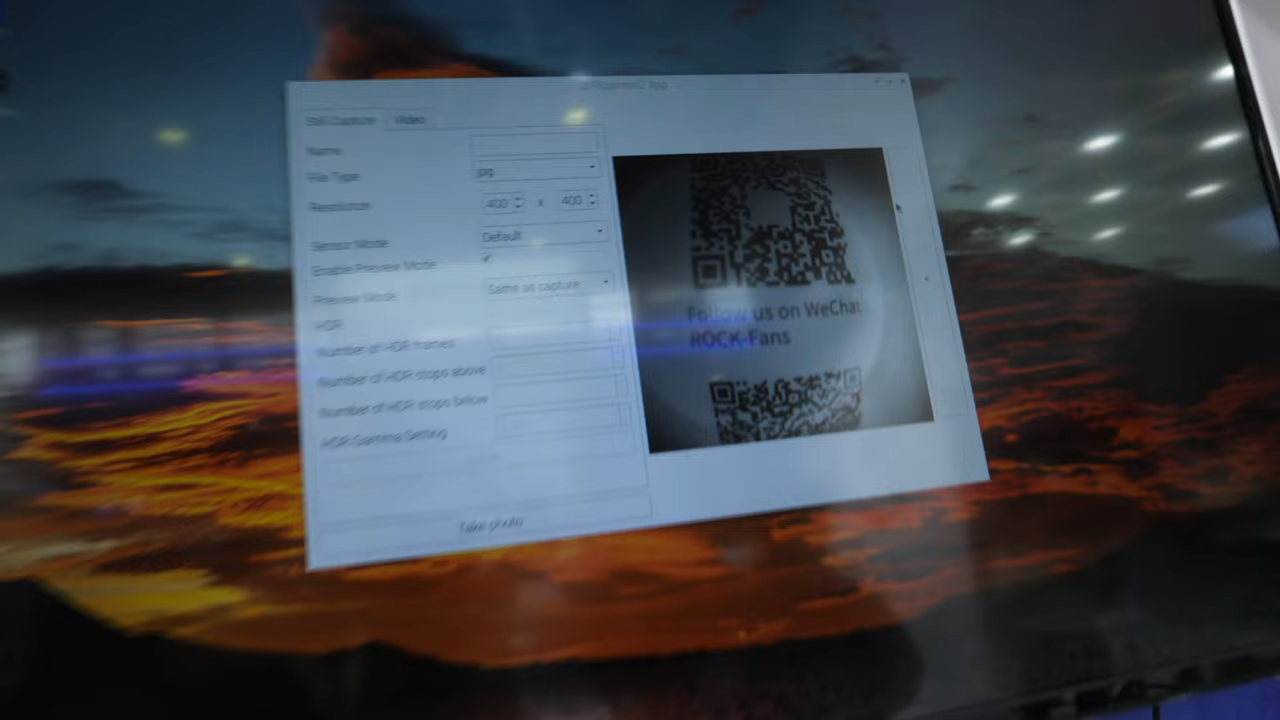 Picamera2 App
Still Capture Video
Name
File Type jpg
Resolution 400 x 400
Sensor Mode Default
Enable Preview Mode
Preview Mode Same as capture
HDR
Number of HDR frames
Number of HDR stops above
Number of HDR stops below
HDR Gamma Setting
Take photo
Follow us on WeChat
ROCK-Fans